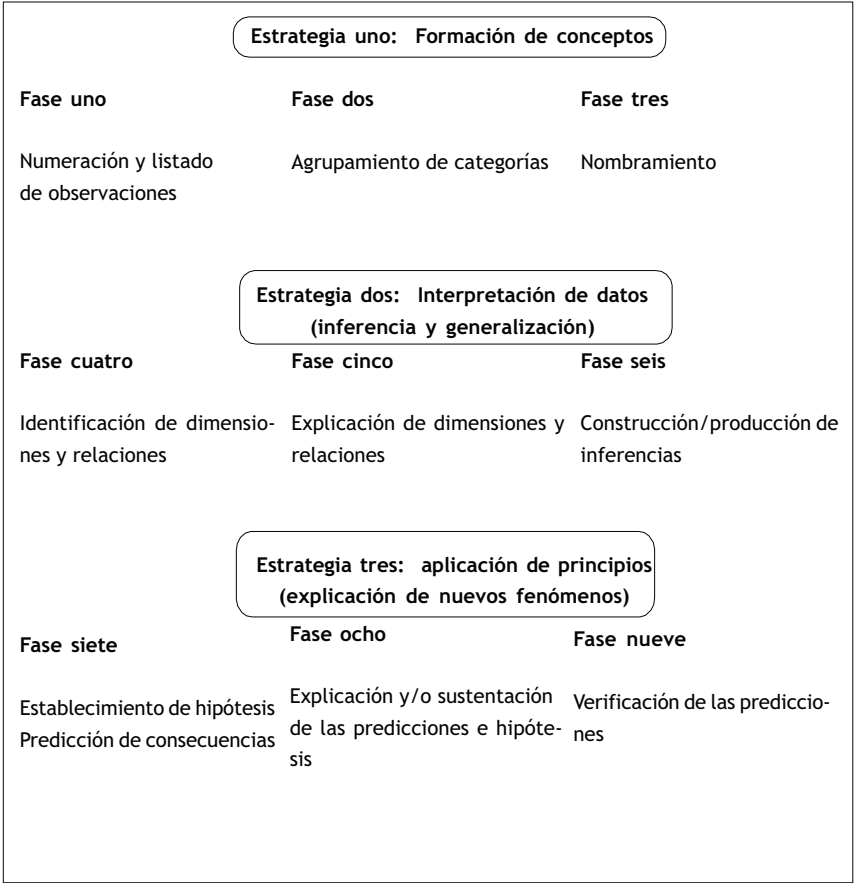 Estrategia uno: Formación de conceptos
Fase uno
Fase dos
Fase tres
Numeración y listado
de observaciones
Agrupamiento de categorías
Nombramiento
Estrategia dos: Interpretación de datos
(inferencia y generalización)
Fase cuatro
Fase cinco
Fase seis
Identificación de dimensio-
nes y relaciones
Explicación de dimensiones y
relaciones
Construcción/producción de
inferencias
Estrategia tres: aplicación de principios
(explicación de nuevos fenómenos)
Fase siete
Fase ocho
Fase nueve
Establecimiento de hipótesis
Predicción de consecuencias
Explicación y/o sustentación
de las predicciones e hipóte-
sis
Verificación de las prediccio-
nes